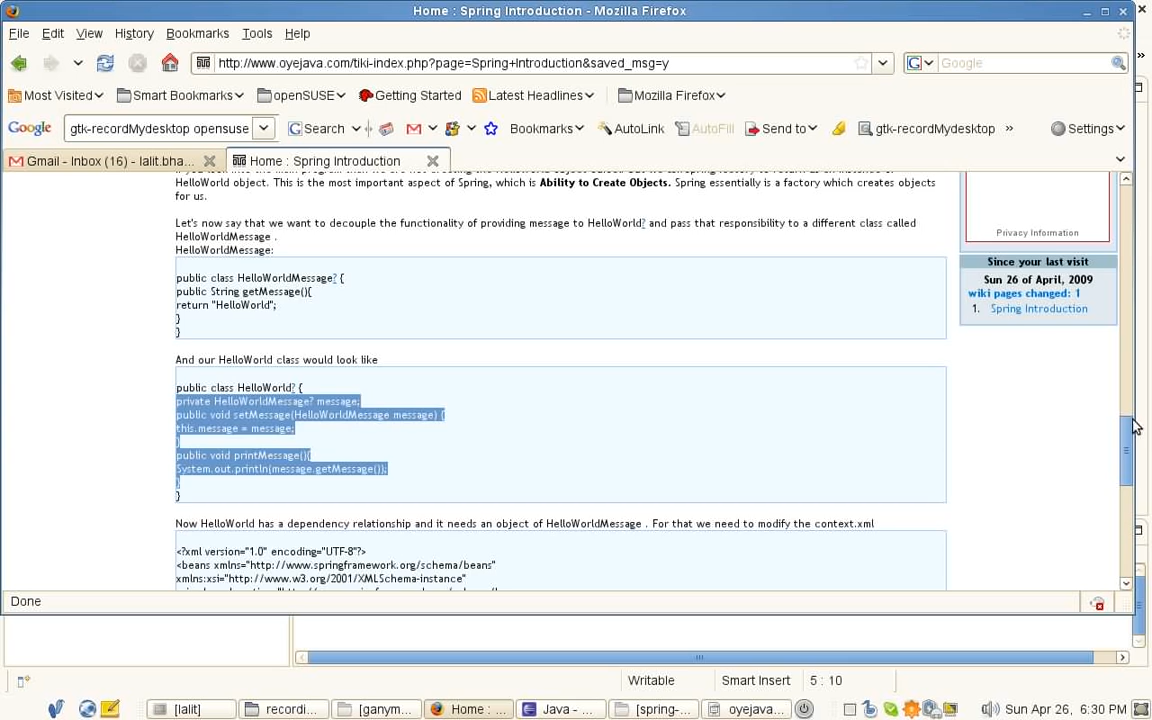 Home : Spring Introduction - Mozilla Firefox
File Edit View History Bookmarks Tools Help
http://www.oyejava.com/tiki-index.php?page=Spring+Introduction&saved_msg=y
G Google
Most Visited Smart Bookmarks openSUSE Getting Started Latest Headlines Mozilla Firefox
Google gtk-recordMydesktop opensuse G Search Bookmarks AutoLink AutoFill Send to gtk-recordMydesktop » Settings
Gmail - Inbox (16) - lalit.bha... Home : Spring Introduction
HelloWorld object. This is the most important aspect of Spring, which is Ability to Create Objects. Spring essentially is a factory which creates objects
for us.
Let's now say that we want to decouple the functionality of providing message to HelloWorld? and pass that responsibility to a different class called
HelloWorldMessage .
HelloWorldMessage:
public class HelloWorldMessage? {
public String getMessage(){
return "HelloWorld";
}
}
And our HelloWorld class would look like
public class HelloWorld? {
private HelloWorldMessage? message;
public void setMessage(HelloWorldMessage message) {
this.message = message;
}
public void printMessage(){
System.out.println(message.getMessage());
}
}
Now HelloWorld has a dependency relationship and it needs an object of HelloWorldMessage . For that we need to modify the context.xml
<?xml version="1.0" encoding="UTF-8"?>
<beans xmlns="http://www.springframework.org/schema/beans"
xmlns:xsi="http://www.w3.org/2001/XMLSchema-instance"
Privacy Information
Since your last visit
Sun 26 of April, 2009
wiki pages changed: 1
1. Spring Introduction
Done
Writable Smart Insert 5 : 10
[lalit] recordi... [ganym... Home : ... Java - ... [spring-... oyejava... Sun Apr 26, 6:30 PM